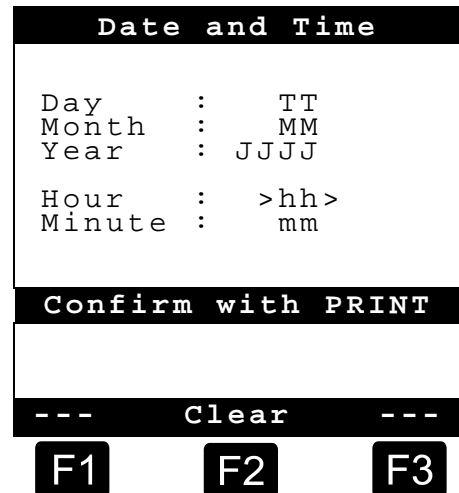 Date and Time
Day : TT
Month : MM
Year : JJJJ
Hour : >hh>
Minute : mm
Confirm with PRINT
--- Clear ---
F1 F2 F3